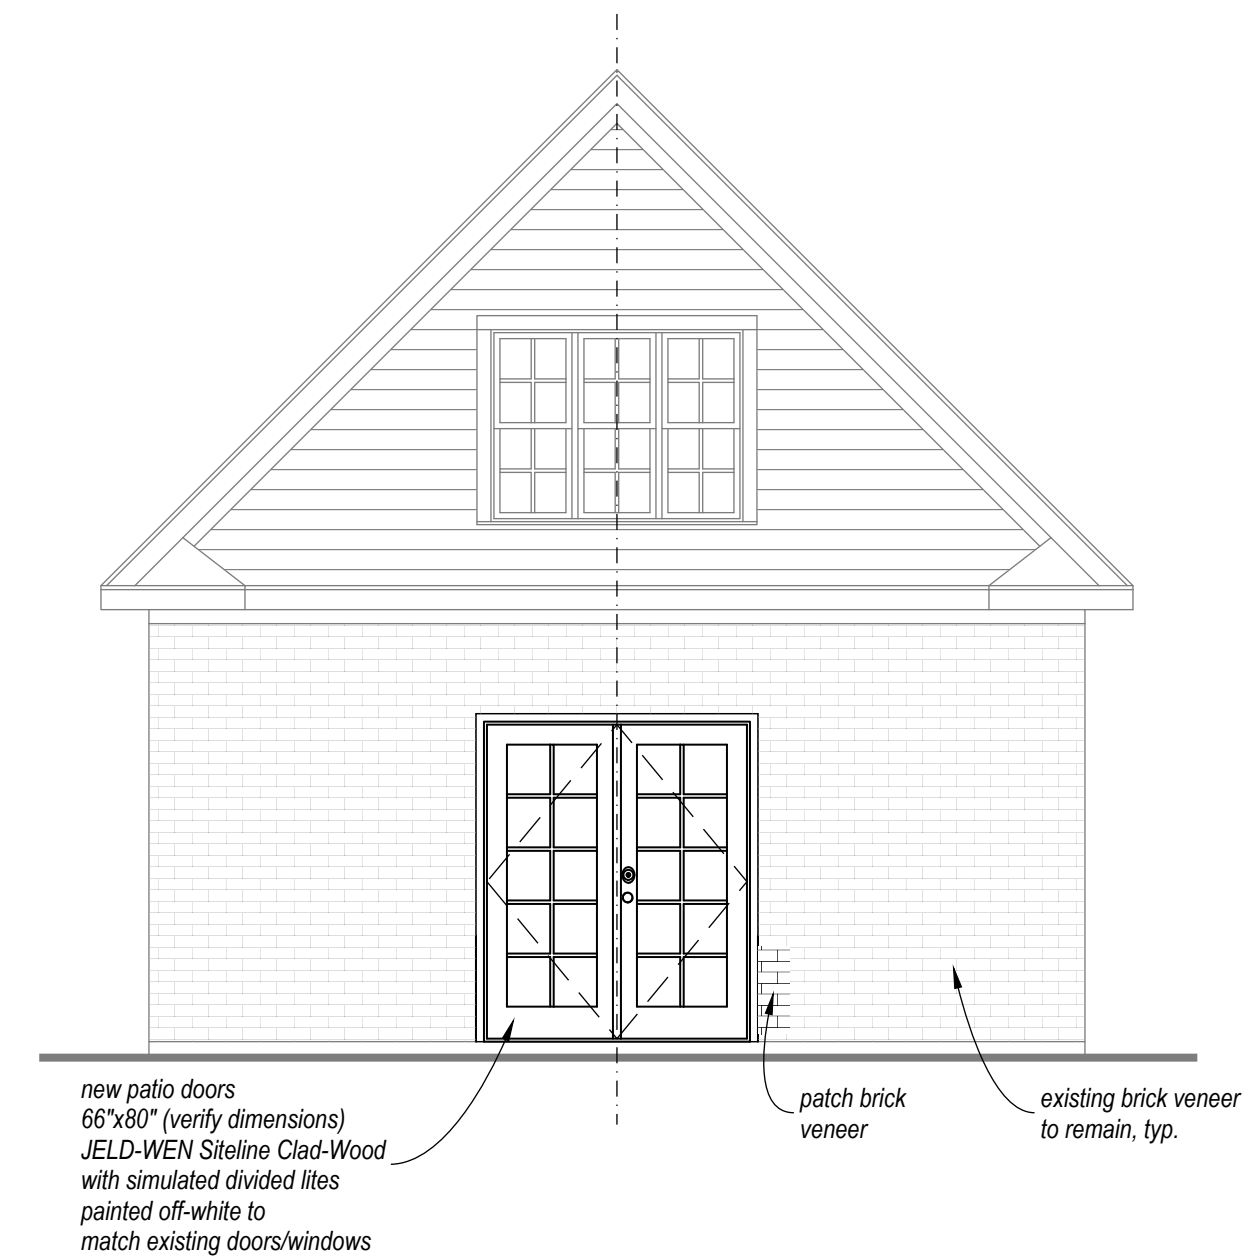 new patio doors
66"x80" (verify dimensions)
JELD-WEN Siteline Clad-Wood
with simulated divided lites
painted off-white to
match existing doors/windows
patch brick
veneer
existing brick veneer
to remain, typ.